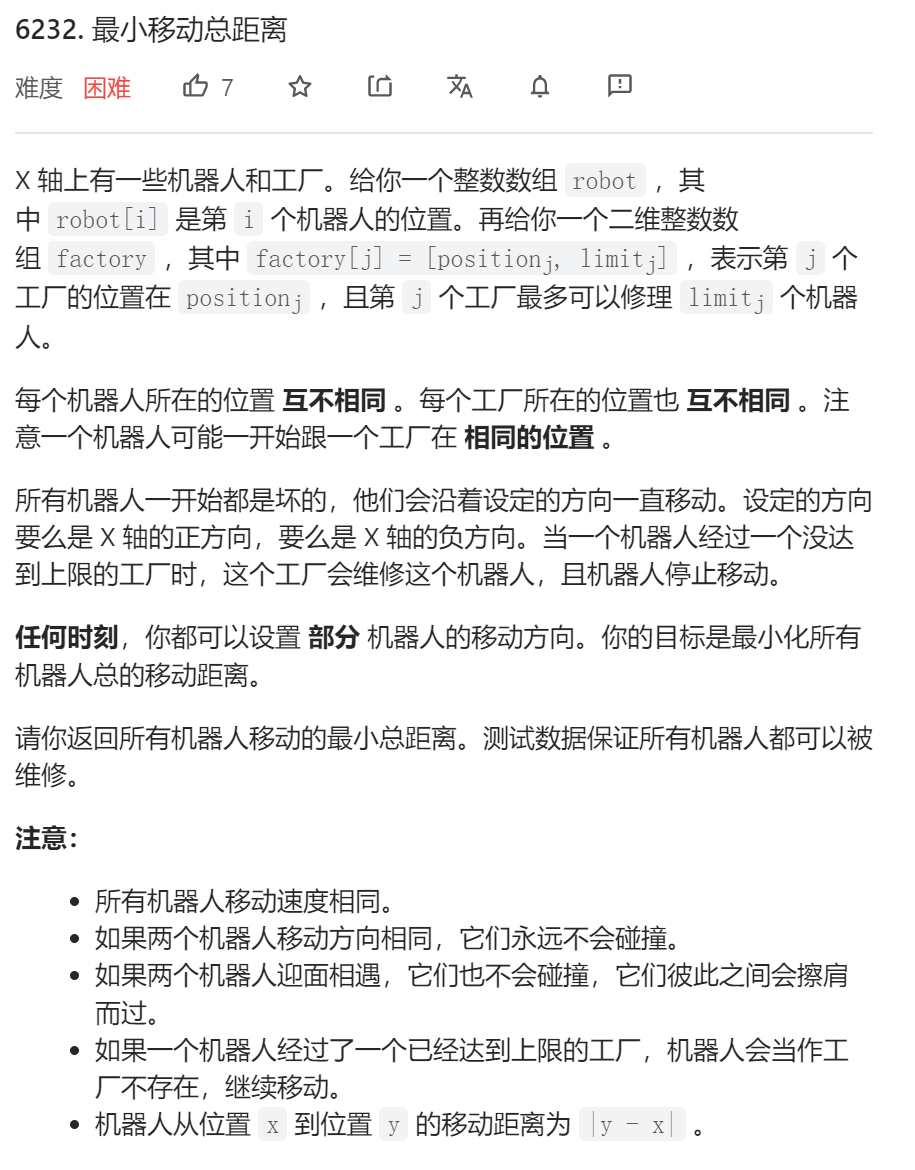 6232. 最小移动总距离
难度 困难 7
X 轴上有一些机器人和工厂。给你一个整数数组 robot ，其
中 robot[i] 是第 i 个机器人的位置。再给你一个二维整数数
组 factory ，其中 factory[j] = [positionj, limitj] ，表示第 j 个
工厂的位置在 positionj ，且第 j 个工厂最多可以修理 limitj 个机器
人。
每个机器人所在的位置 互不相同 。每个工厂所在的位置也 互不相同 。注
意一个机器人可能一开始跟一个工厂在 相同的位置 。
所有机器人一开始都是坏的，他们会沿着设定的方向一直移动。设定的方向
要么是 X 轴的正方向，要么是 X 轴的负方向。当一个机器人经过一个没达
到上限的工厂时，这个工厂会维修这个机器人，且机器人停止移动。
任何时刻，你都可以设置 部分 机器人的移动方向。你的目标是最小化所有
机器人总的移动距离。
请你返回所有机器人移动的最小总距离。测试数据保证所有机器人都可以被
维修。
注意：
• 所有机器人移动速度相同。
• 如果两个机器人移动方向相同，它们永远不会碰撞。
• 如果两个机器人迎面相遇，它们也不会碰撞，它们彼此之间会擦肩
而过。
• 如果一个机器人经过了一个已经达到上限的工厂，机器人会当作工
厂不存在，继续移动。
• 机器人从位置 x 到位置 y 的移动距离为 |y - x| 。